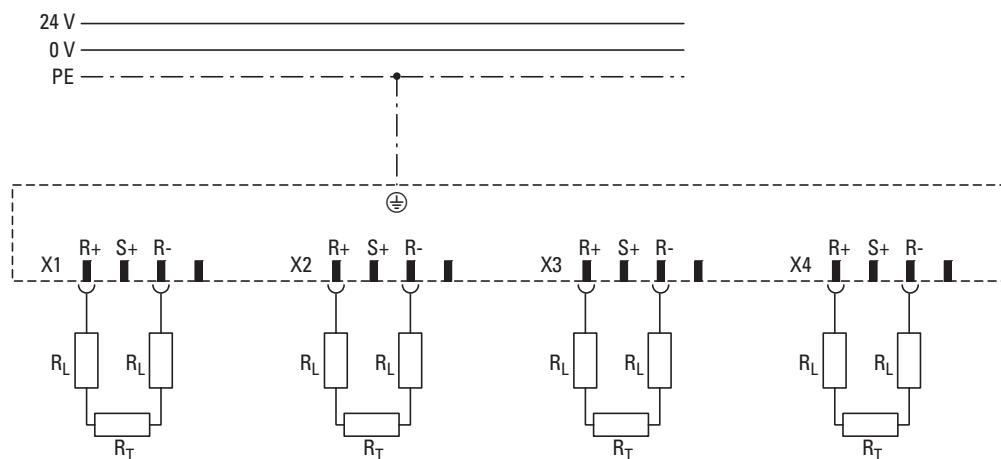 24 V
0 V
PE
R+ S+ R- R+ S+ R- R+ S+ R- R+ S+ R-
X1 X2 X3 X4
RL RL RL RL RL RL RL RL
RT RT RT RT